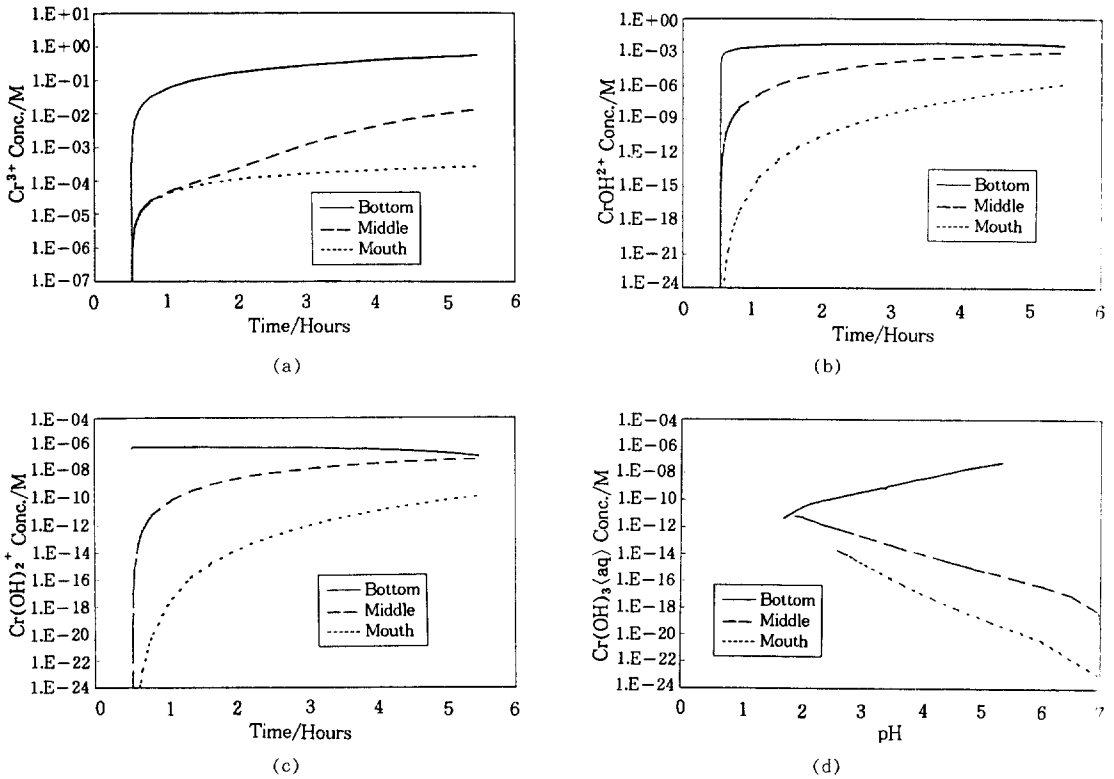 1.E+01
1.E+00
1.E-01
1.E-02
1.E-03
1.E-04
1.E-05
1.E-06
1.E-07
Cr³⁺ Conc./M
Bottom
Middle
Mouth
0 1 2 3 4 5 6
Time/Hours
(a)
1.E+00
1.E-03
1.E-06
1.E-09
1.E-12
1.E-15
1.E-18
1.E-21
1.E-24
CrOH²⁺ Conc./M
Bottom
Middle
Mouth
0 1 2 3 4 5 6
Time/Hours
(b)
1.E-04
1.E-06
1.E-08
1.E-10
1.E-12
1.E-14
1.E-16
1.E-18
1.E-20
1.E-22
1.E-24
Cr(OH)₂⁺ Conc./M
Bottom
Middle
Mouth
0 1 2 3 4 5 6
Time/Hours
(c)
1.E-04
1.E-06
1.E-08
1.E-10
1.E-12
1.E-14
1.E-16
1.E-18
1.E-20
1.E-22
1.E-24
Cr(OH)₃⟨aq⟩ Conc./M
Bottom
Middle
Mouth
0 1 2 3 4 5 6 7
pH
(d)